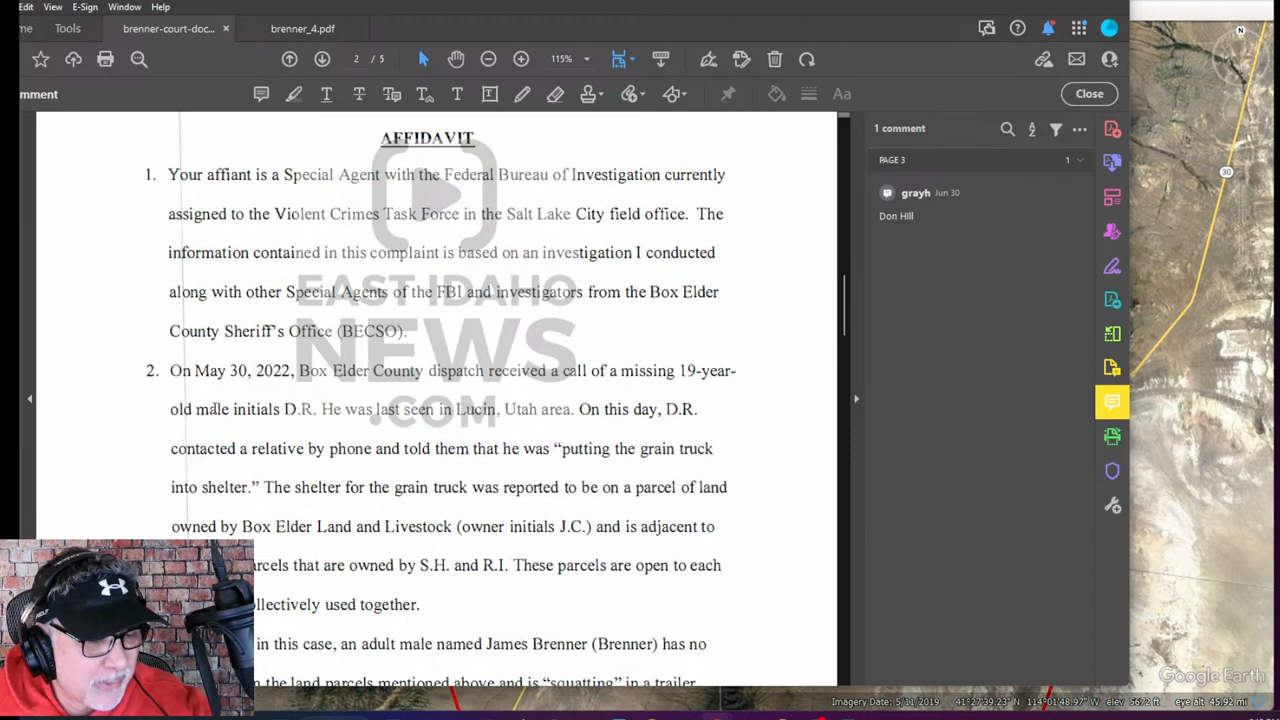 Edit View E-Sign Window Help
me Tools brenner-court-doc... × brenner_4.pdf
2 / 5 115%
mment Close
AFFIDAVIT
1. Your affiant is a Special Agent with the Federal Bureau of Investigation currently
assigned to the Violent Crimes Task Force in the Salt Lake City field office. The
information contained in this complaint is based on an investigation I conducted
along with other Special Agents of the FBI and investigators from the Box Elder
County Sheriff's Office (BECSO).
2. On May 30, 2022, Box Elder County dispatch received a call of a missing 19-year-
old male initials D.R. He was last seen in Lucin, Utah area. On this day, D.R.
contacted a relative by phone and told them that he was “putting the grain truck
into shelter.” The shelter for the grain truck was reported to be on a parcel of land
owned by Box Elder Land and Livestock (owner initials J.C.) and is adjacent to
arcels that are owned by S.H. and R.I. These parcels are open to each
ollectively used together.
in this case, an adult male named James Brenner (Brenner) has no
the land parcels mentioned above and is “squatting” in a trailer
EAST IDAHO
NEWS
.COM
1 comment
PAGE 3 1
grayh Jun 30
Don Hill
N
30
Google Earth
Imagery Date: 5/11/2019 41°27'39.23" N 114°01'48.97" W elev 5672 ft eye alt 45.92 mi